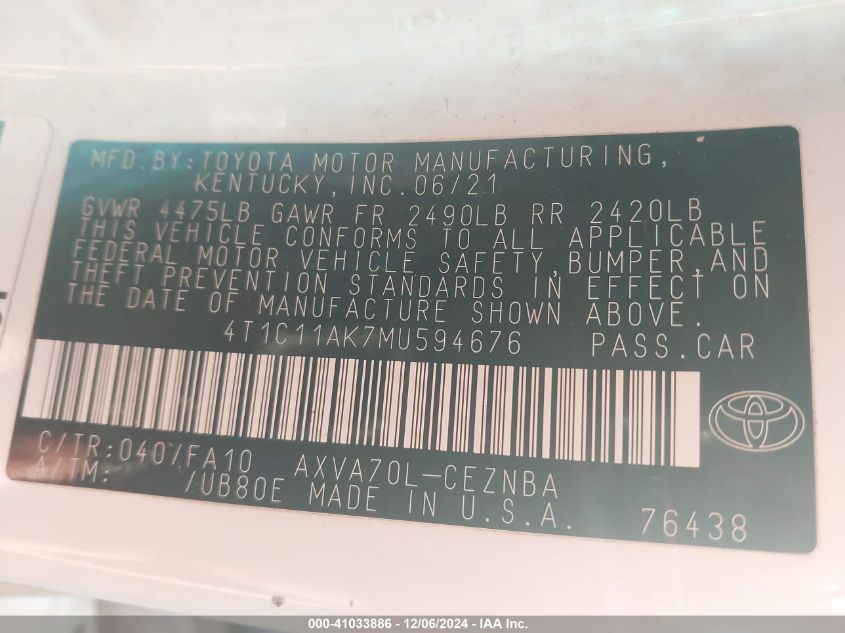 MFD.BY:TOYOTA MOTOR MANUFACTURING,
KENTUCKY, INC. 06/21
GVWR 4475LB GAWR FR 2490LB RR 2420LB
THIS VEHICLE CONFORMS TO ALL APPLICABLE
FEDERAL MOTOR VEHICLE SAFETY, BUMPER, AND
THEFT PREVENTION STANDARDS IN EFFECT ON
THE DATE OF MANUFACTURE SHOWN ABOVE.
4T1C11AK7MU594676 PASS.CAR
C/TR:040/FA10 AXVA70L-CEZNBA
A/TM: /UB80E MADE IN U.S.A. 76438
000-41033886 - 12/06/2024 - IAA Inc.